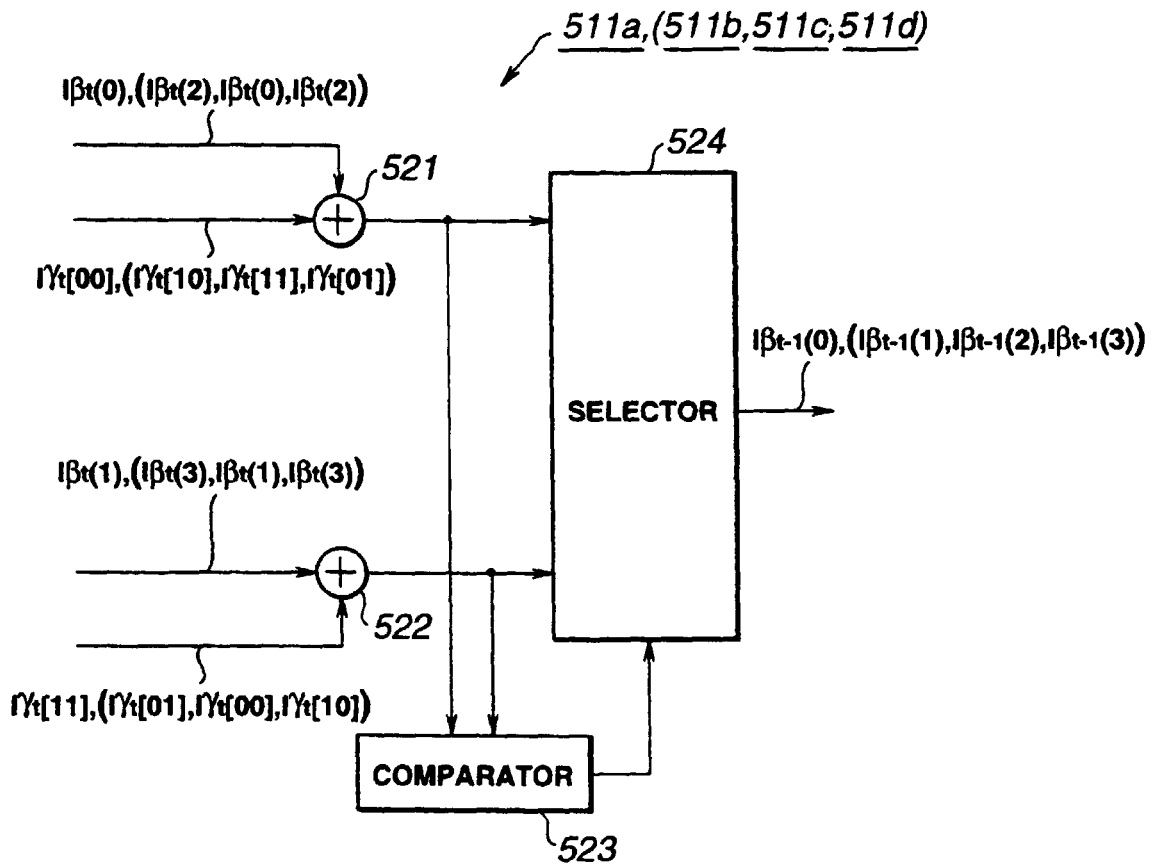 511a,(511b,511c,511d)
Iβt(0),(Iβt(2),Iβt(0),Iβt(2))
521
524
Iγt[00],(Iγt[10],Iγt[11],Iγt[01])
Iβt-1(0),(Iβt-1(1),Iβt-1(2),Iβt-1(3))
SELECTOR
Iβt(1),(Iβt(3),Iβt(1),Iβt(3))
522
Iγt[11],(Iγt[01],Iγt[00],Iγt[10])
COMPARATOR
523